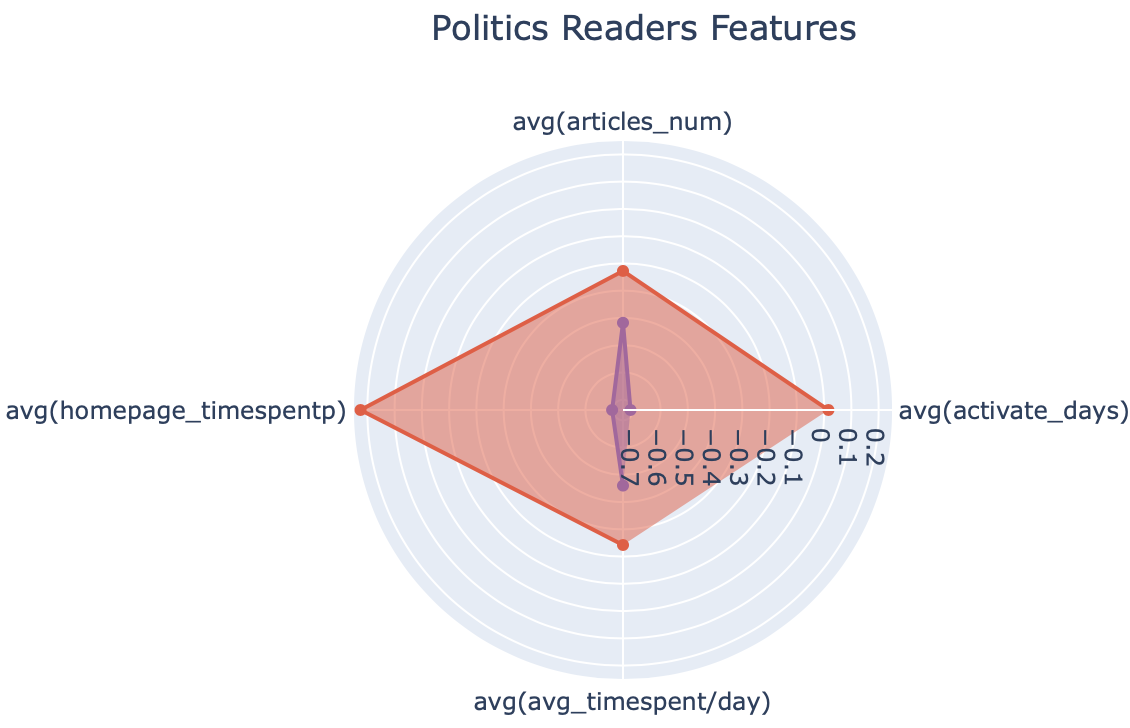 Politics Readers Features
avg(articles_num)
avg(homepage_timespentp)
avg(activate_days)
−0.7
−0.6
−0.5
−0.4
−0.3
−0.2
−0.1
0
0.1
0.2
avg(avg_timespent/day)